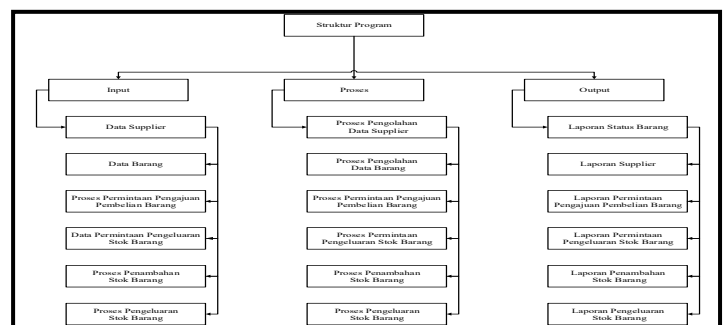 Struktur Program
Input
Proses
Output
Data Supplier
Data Barang
Proses Permintaan Pengajuan
Pembelian Barang
Data Permintaan Pengeluaran
Stok Barang
Proses Penambahan
Stok Barang
Proses Pengeluaran
Stok Barang
Proses Pengolahan
Data Supplier
Proses Pengolahan
Data Barang
Proses Permintaan Pengajuan
Pembelian Barang
Proses Permintaan
Pengeluaran Stok Barang
Proses Penambahan
Stok Barang
Proses Pengeluaran
Stok Barang
Laporan Status Barang
Laporan Supplier
Laporan Permintaan
Pengajuan Pembelian Barang
Laporan Permintaan
Pengeluaran Stok Barang
Laporan Penambahan
Stok Barang
Laporan Pengeluaran
Stok Barang